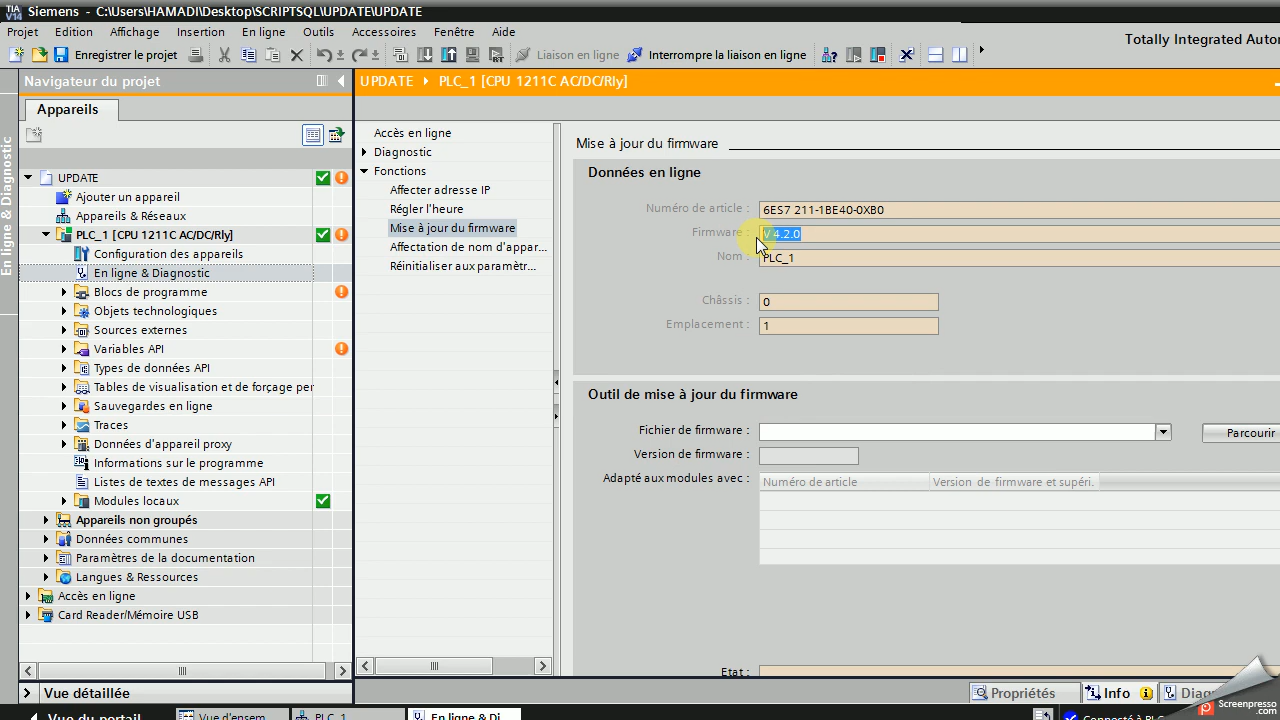 TIA V14
Siemens - C:\Users\HAMADI\Desktop\SCRIPTSQL\UPDATE\UPDATE
Projet Edition Affichage Insertion En ligne Outils Accessoires Fenêtre Aide
Totally Integrated Autor
Enregistrer le projet Liaison en ligne Interrompre la liaison en ligne
Navigateur du projet
UPDATE PLC_1 [CPU 1211C AC/DC/Rly]
Appareils
En ligne & Diagnostic
UPDATE
Ajouter un appareil
Appareils & Réseaux
PLC_1 [CPU 1211C AC/DC/Rly]
Configuration des appareils
En ligne & Diagnostic
Blocs de programme
Objets technologiques
Sources externes
Variables API
Types de données API
Tables de visualisation et de forçage per
Sauvegardes en ligne
Traces
Données d'appareil proxy
Informations sur le programme
Listes de textes de messages API
Modules locaux
Appareils non groupés
Données communes
Paramètres de la documentation
Langues & Ressources
Accès en ligne
Card Reader/Mémoire USB
Vue détaillée
Accès en ligne
Diagnostic
Fonctions
Affecter adresse IP
Régler l'heure
Mise à jour du firmware
Affectation de nom d'appar...
Réinitialiser aux paramètr...
Mise à jour du firmware
Données en ligne
Numéro de article : 6ES7 211-1BE40-0XB0
Firmware : V 4.2.0
Nom : PLC_1
Châssis : 0
Emplacement : 1
Outil de mise à jour du firmware
Fichier de firmware : Parcourir
Version de firmware :
Adapté aux modules avec : Numéro de article Version de firmware et supéri.
Etat :
Propriétés Info Diagn
Vue du portail Vue d'ensem PLC_1 En ligne & Di Connecté à PLC
Screenpresso
.com